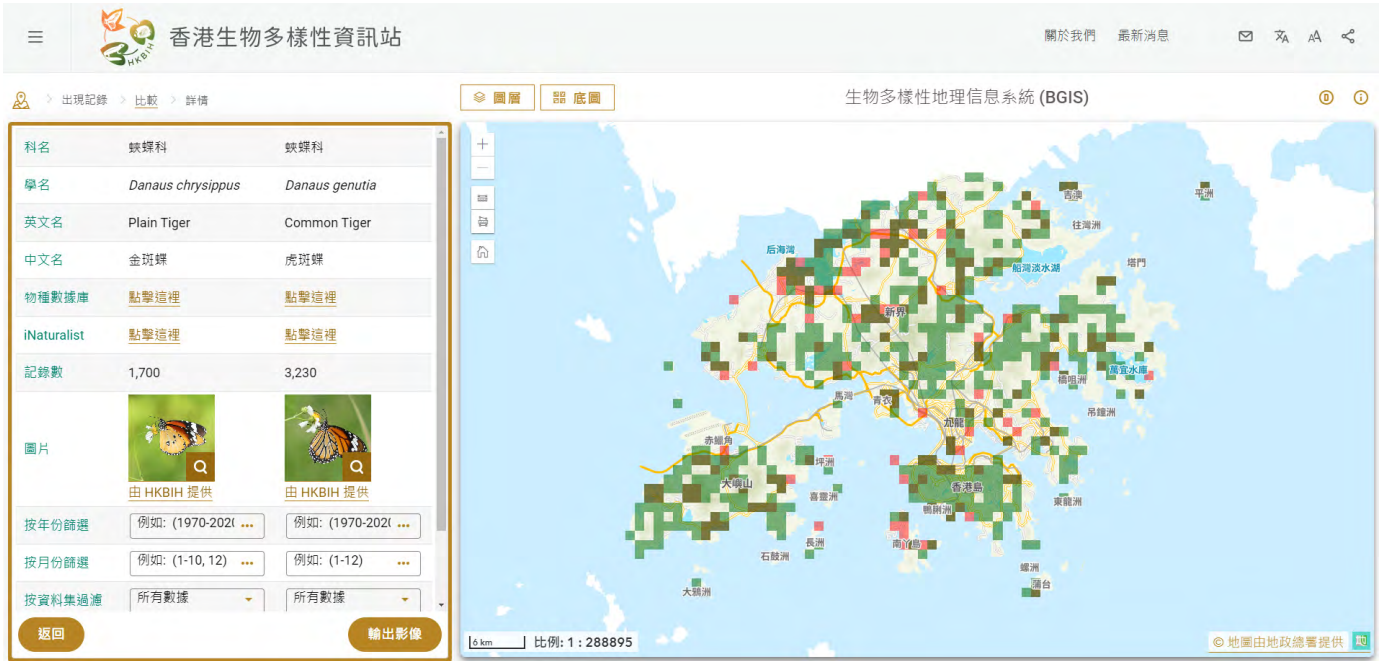 香港生物多樣性資訊站
HKBIH
關於我們 最新消息
出現記錄 > 比較 > 詳情
圖層 底圖
生物多樣性地理信息系統 (BGIS)
科名 蛺蝶科 蛺蝶科
學名 Danaus chrysippus Danaus genutia
英文名 Plain Tiger Common Tiger
中文名 金斑蝶 虎斑蝶
物種數據庫 點擊這裡 點擊這裡
iNaturalist 點擊這裡 點擊這裡
記錄數 1,700 3,230
圖片
由 HKBIH 提供 由 HKBIH 提供
按年份篩選 例如: (1970-202 ... 例如: (1970-202 ...
按月份篩選 例如: (1-10, 12) ... 例如: (1-12) ...
按資料集過濾 所有數據 所有數據
返回 輸出影像
吉澳
平洲
往灣洲
后海灣
船灣淡水湖
塔門
新界
萬宜水庫
橋咀洲
馬灣
青衣
吊鐘洲
九龍
赤鱲角
坪洲
大嶼山
喜靈洲
香港島
東龍洲
鴨脷洲
長洲
南丫島
石鼓洲
螺洲
大鴉洲
蒲台
6 km 比例: 1 : 288895
© 地圖由地政總署提供